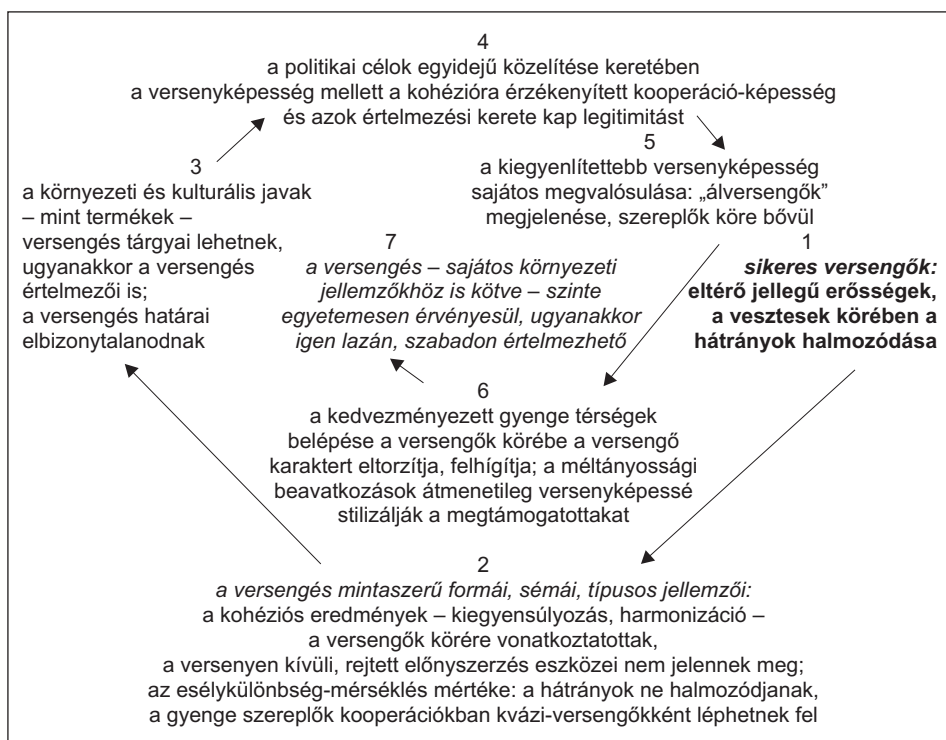 4
a politikai célok egyidejű közelítése keretében
a versenyképesség mellett a kohézióra érzékenyített kooperáció-képesség
és azok értelmezési kerete kap legitimitást
5
a kiegyenlítettebb versenyképesség
sajátos megvalósulása: „álversengők”
megjelenése, szereplők köre bővül
3
a környezeti és kulturális javak
– mint termékek –
versengés tárgyai lehetnek,
ugyanakkor a versengés
értelmezői is;
a versengés határai
elbizonytalanodnak
7
a versengés – sajátos környezeti
jellemzőkhöz is kötve – szinte
egyetemesen érvényesül, ugyanakkor
igen lazán, szabadon értelmezhető
1
sikeres versengők:
eltérő jellegű erősségek,
a vesztesek körében a
hátrányok halmozódása
6
a kedvezményezett gyenge térségek
belépése a versengők körébe a versengő
karaktert eltorzítja, felhígítja; a méltányossági
beavatkozások átmenetileg versenyképessé
stilizálják a megtámogatottakat
2
a versengés mintaszerű formái, sémái, típusos jellemzői:
a kohéziós eredmények – kiegyensúlyozás, harmonizáció –
a versengők körére vonatkoztatottak,
a versenyen kívüli, rejtett előnyszerzés eszközei nem jelennek meg;
az esélykülönbség-mérséklés mértéke: a hátrányok ne halmozódjanak,
a gyenge szereplők kooperációkban kvázi-versengőkként léphetnek fel